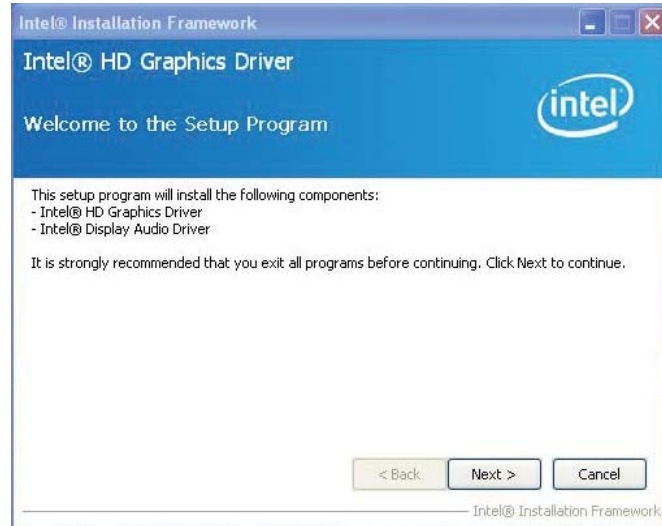 Intel® Installation Framework
Intel® HD Graphics Driver
intel
Welcome to the Setup Program
This setup program will install the following components:
- Intel® HD Graphics Driver
- Intel® Display Audio Driver
It is strongly recommended that you exit all programs before continuing. Click Next to continue.
< Back
Next >
Cancel
Intel® Installation Framework